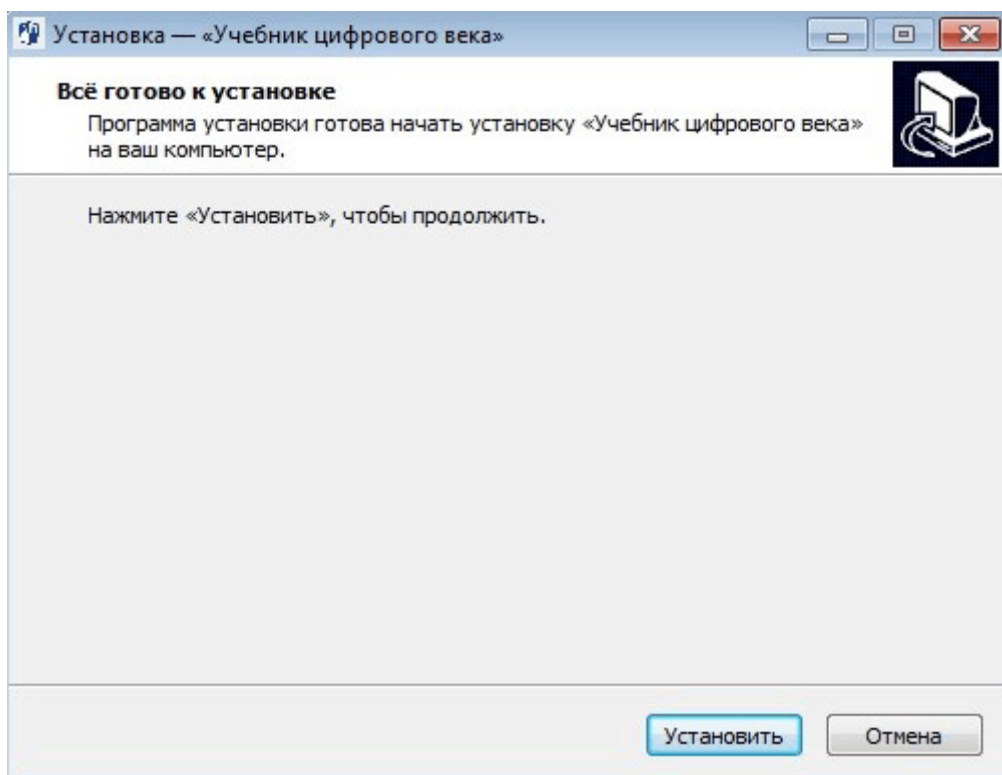 Установка — «Учебник цифрового века»
Всё готово к установке
Программа установки готова начать установку «Учебник цифрового века»
на ваш компьютер.
Нажмите «Установить», чтобы продолжить.
Установить
Отмена